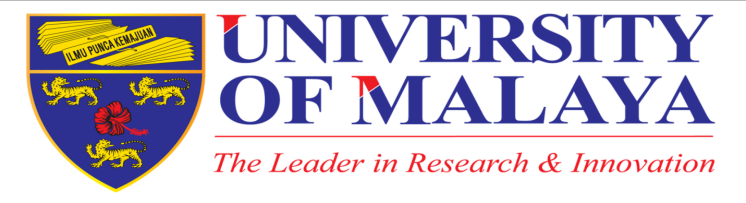 ILMU PUNCA KEMAJUAN
UNIVERSITY
OF MALAYA
The Leader in Research & Innovation